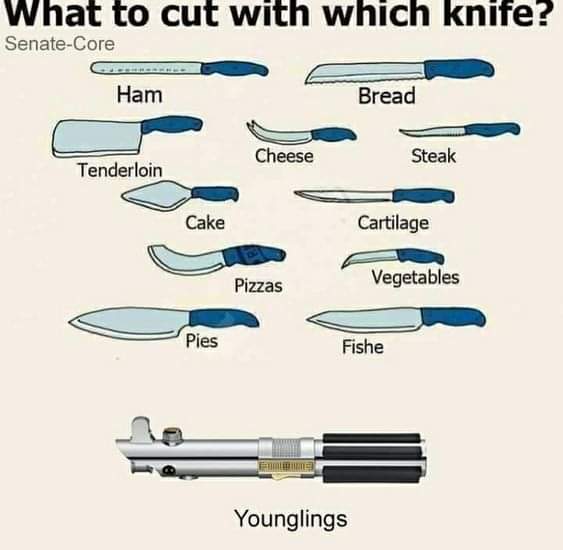 What to cut with which knife?
Senate-Core
Ham
Bread
Tenderloin
Cheese
Steak
Cake
Cartilage
Pizzas
Vegetables
Pies
Fishe
Younglings